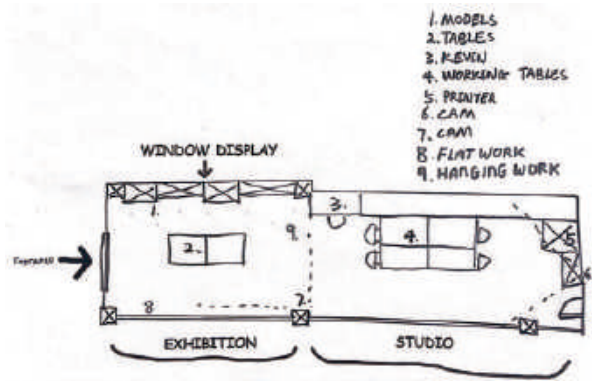 1. MODELS
2. TABLES
3. KEVIN
4. WORKING TABLES
5. PRINTER
6. CAM
7. CAM
8. FLAT WORK
9. HANGING WORK
WINDOW DISPLAY
1.
3.
9.
2.
4.
5
6
7.
8
EXHIBITION
STUDIO